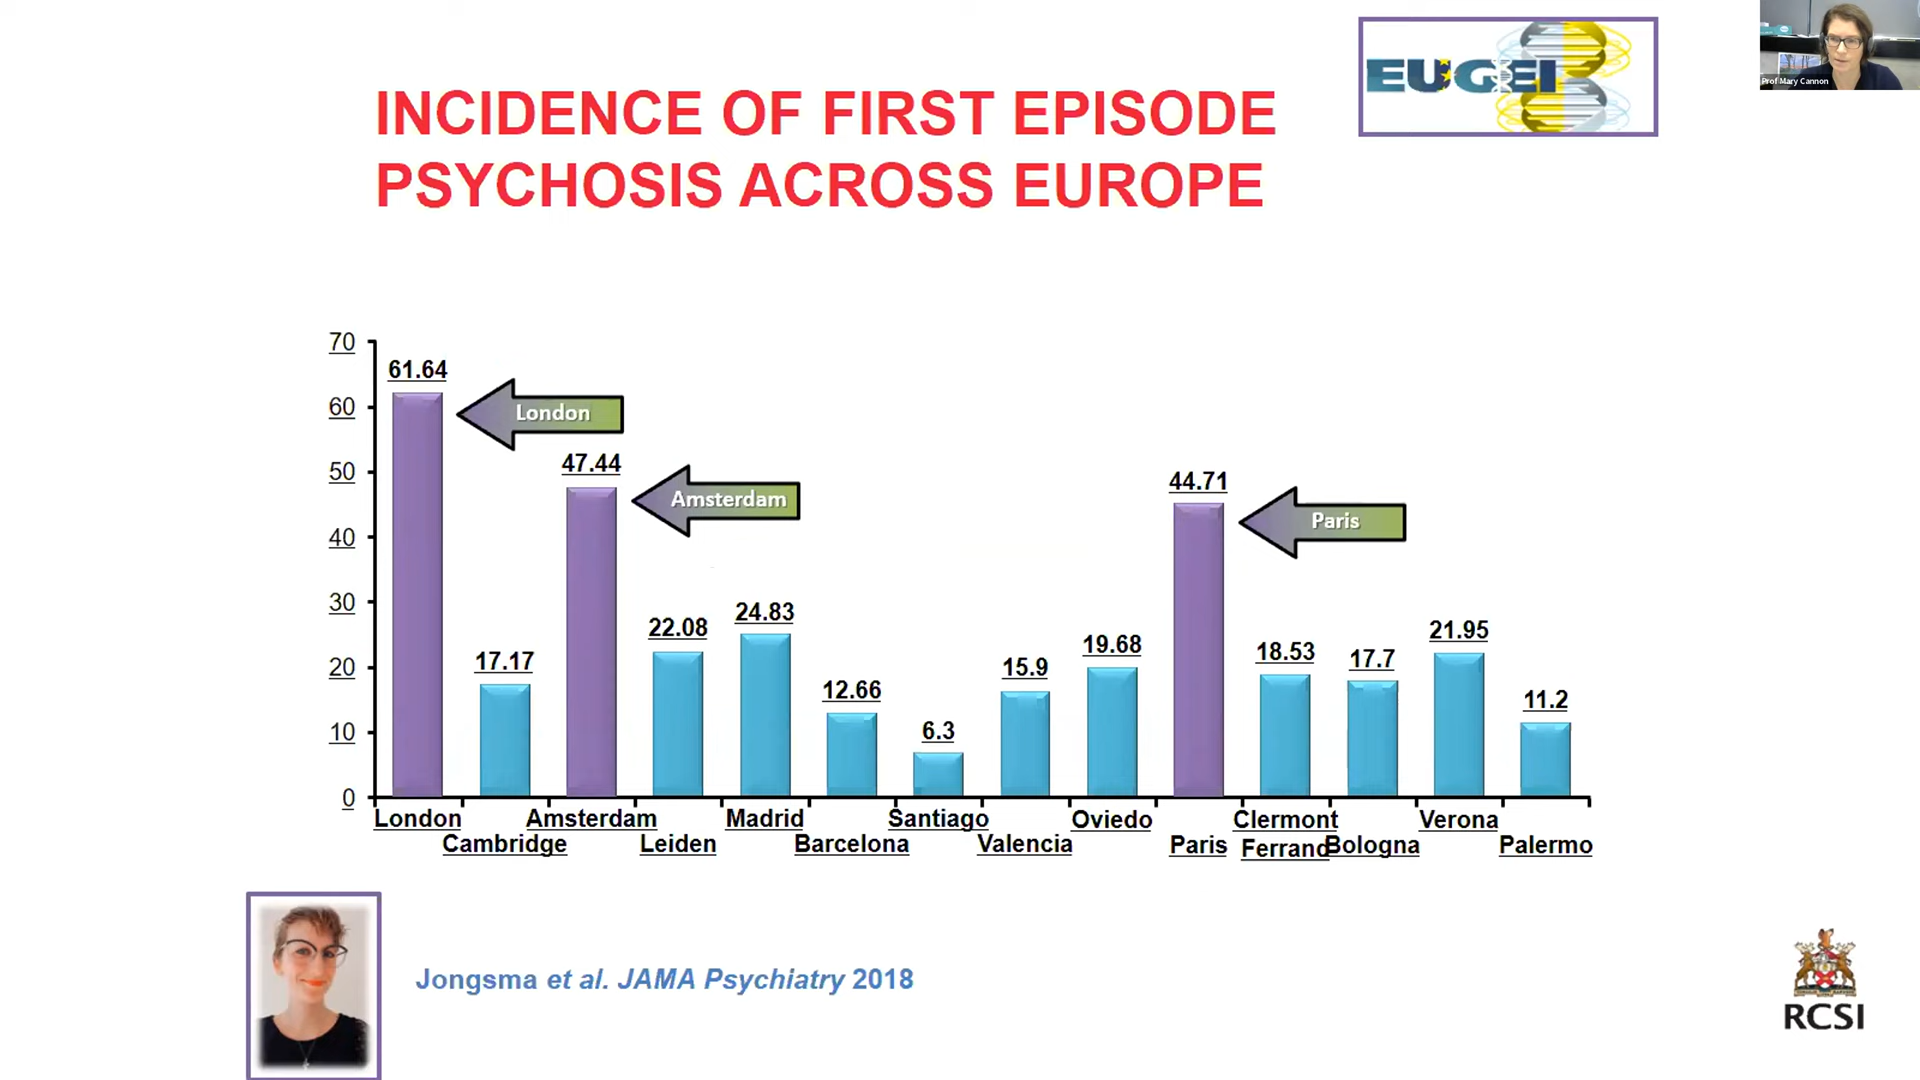 INCIDENCE OF FIRST EPISODE
PSYCHOSIS ACROSS EUROPE
EUGEI
Prof Mary Cannon
70
60
50
40
30
20
10
0
61.64
17.17
47.44
22.08
24.83
12.66
6.3
15.9
19.68
44.71
18.53
17.7
21.95
11.2
London
Amsterdam
Paris
London
Cambridge
Amsterdam
Leiden
Madrid
Barcelona
Santiago
Valencia
Oviedo
Paris
Clermont
Ferrand
Bologna
Verona
Palermo
Jongsma et al. JAMA Psychiatry 2018
RCSI